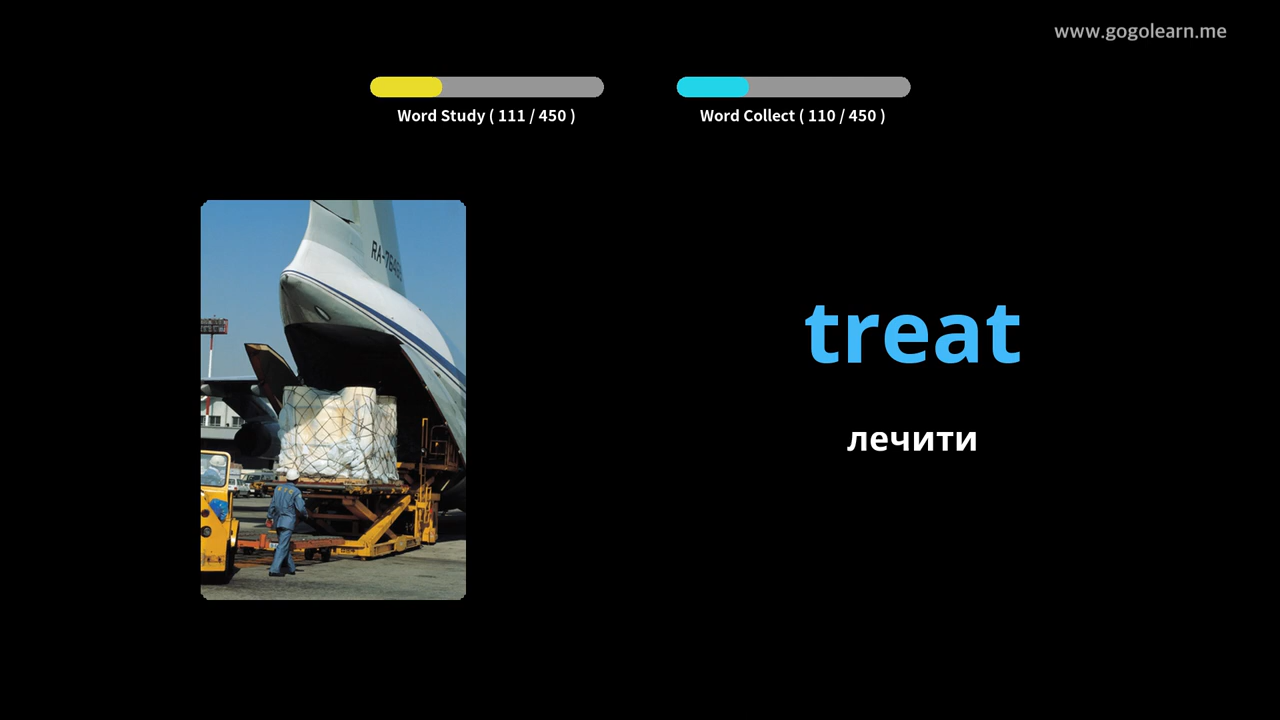 www.gogolearn.me
Word Study ( 111 / 450 )
Word Collect ( 110 / 450 )
treat
лечити